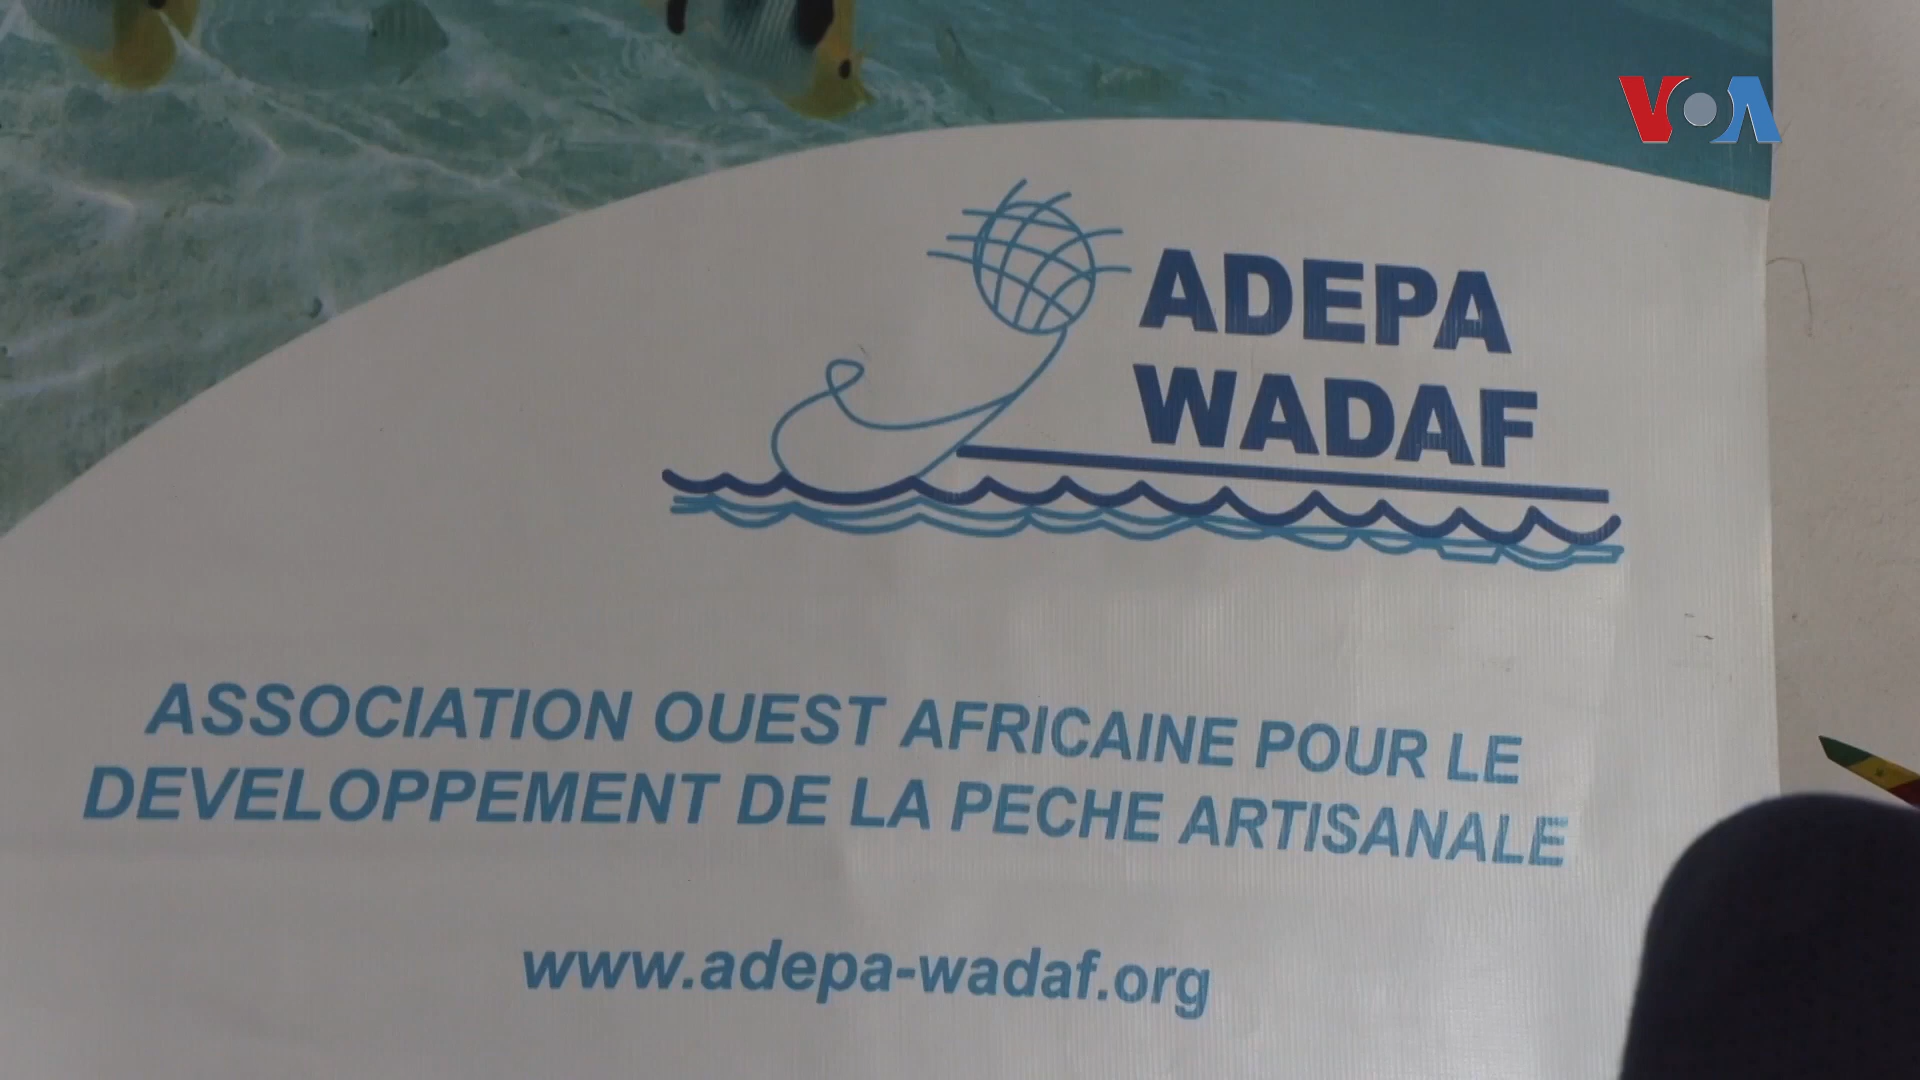 VOA
ADEPA
WADAF
ASSOCIATION OUEST AFRICAINE POUR LE
DEVELOPPEMENT DE LA PECHE ARTISANALE
www.adepa-wadaf.org